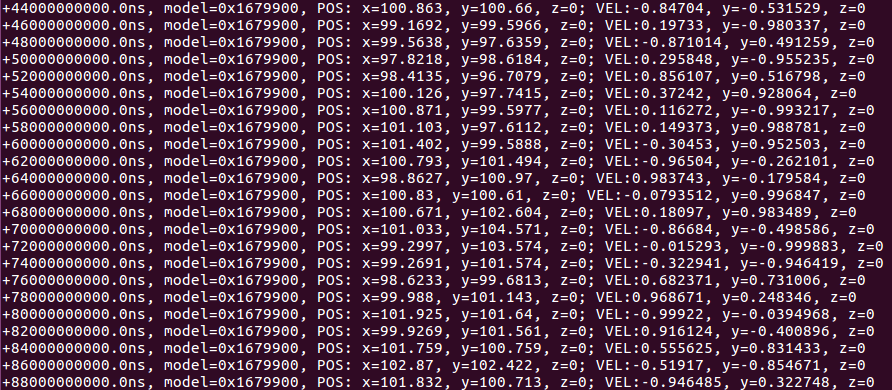 +44000000000.0ns, model=0x1679900, POS: x=100.863, y=100.66, z=0; VEL:-0.84704, y=-0.531529, z=0
+46000000000.0ns, model=0x1679900, POS: x=99.1692, y=99.5966, z=0; VEL:0.19733, y=-0.980337, z=0
+48000000000.0ns, model=0x1679900, POS: x=99.5638, y=97.6359, z=0; VEL:-0.871014, y=0.491259, z=0
+50000000000.0ns, model=0x1679900, POS: x=97.8218, y=98.6184, z=0; VEL:0.295848, y=-0.955235, z=0
+52000000000.0ns, model=0x1679900, POS: x=98.4135, y=96.7079, z=0; VEL:0.856107, y=0.516798, z=0
+54000000000.0ns, model=0x1679900, POS: x=100.126, y=97.7415, z=0; VEL:0.37242, y=0.928064, z=0
+56000000000.0ns, model=0x1679900, POS: x=100.871, y=99.5977, z=0; VEL:0.116272, y=-0.993217, z=0
+58000000000.0ns, model=0x1679900, POS: x=101.103, y=97.6112, z=0; VEL:0.149373, y=0.988781, z=0
+60000000000.0ns, model=0x1679900, POS: x=101.402, y=99.5888, z=0; VEL:-0.30453, y=0.952503, z=0
+62000000000.0ns, model=0x1679900, POS: x=100.793, y=101.494, z=0; VEL:-0.96504, y=-0.262101, z=0
+64000000000.0ns, model=0x1679900, POS: x=98.8627, y=100.97, z=0; VEL:0.983743, y=-0.179584, z=0
+66000000000.0ns, model=0x1679900, POS: x=100.83, y=100.61, z=0; VEL:-0.0793512, y=0.996847, z=0
+68000000000.0ns, model=0x1679900, POS: x=100.671, y=102.604, z=0; VEL:0.18097, y=0.983489, z=0
+70000000000.0ns, model=0x1679900, POS: x=101.033, y=104.571, z=0; VEL:-0.86684, y=-0.498586, z=0
+72000000000.0ns, model=0x1679900, POS: x=99.2997, y=103.574, z=0; VEL:-0.015293, y=-0.999883, z=0
+74000000000.0ns, model=0x1679900, POS: x=99.2691, y=101.574, z=0; VEL:-0.322941, y=-0.946419, z=0
+76000000000.0ns, model=0x1679900, POS: x=98.6233, y=99.6813, z=0; VEL:0.682371, y=0.731006, z=0
+78000000000.0ns, model=0x1679900, POS: x=99.988, y=101.143, z=0; VEL:0.968671, y=0.248346, z=0
+80000000000.0ns, model=0x1679900, POS: x=101.925, y=101.64, z=0; VEL:-0.99922, y=-0.0394968, z=0
+82000000000.0ns, model=0x1679900, POS: x=99.9269, y=101.561, z=0; VEL:0.916124, y=-0.400896, z=0
+84000000000.0ns, model=0x1679900, POS: x=101.759, y=100.759, z=0; VEL:0.555625, y=0.831433, z=0
+86000000000.0ns, model=0x1679900, POS: x=102.87, y=102.422, z=0; VEL:-0.51917, y=-0.854671, z=0
+88000000000.0ns, model=0x1679900, POS: x=101.832, y=100.713, z=0; VEL:-0.946485, y=0.322748, z=0